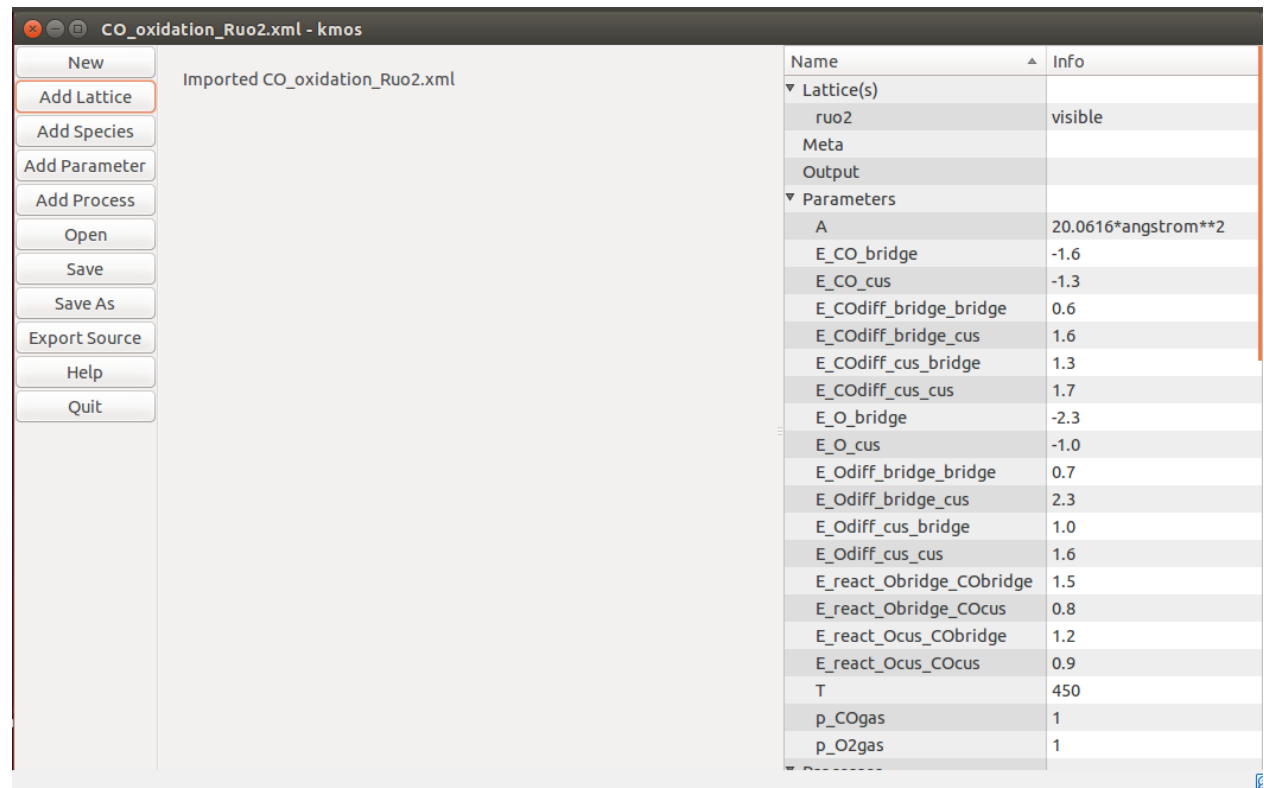 CO_oxidation_Ruo2.xml - kmos
New
Add Lattice
Add Species
Add Parameter
Add Process
Open
Save
Save As
Export Source
Help
Quit
Imported CO_oxidation_Ruo2.xml
Name Info
Lattice(s)
ruo2 visible
Meta
Output
Parameters
A 20.0616*angstrom**2
E_CO_bridge -1.6
E_CO_cus -1.3
E_COdiff_bridge_bridge 0.6
E_COdiff_bridge_cus 1.6
E_COdiff_cus_bridge 1.3
E_COdiff_cus_cus 1.7
E_O_bridge -2.3
E_O_cus -1.0
E_Odiff_bridge_bridge 0.7
E_Odiff_bridge_cus 2.3
E_Odiff_cus_bridge 1.0
E_Odiff_cus_cus 1.6
E_react_Obridge_CObridge 1.5
E_react_Obridge_COcus 0.8
E_react_Ocus_CObridge 1.2
E_react_Ocus_COcus 0.9
T 450
p_COgas 1
p_O2gas 1